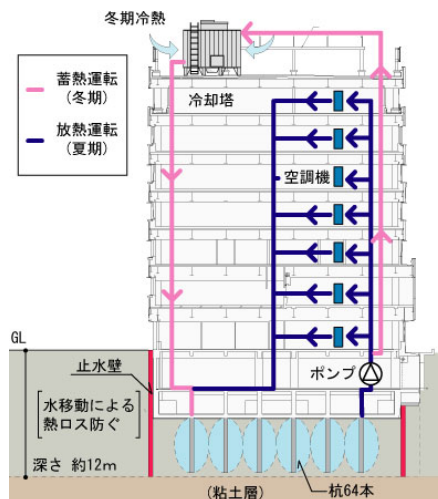 冬期冷熱
蓄熱運転
(冬期)
放熱運転
(夏期)
冷却塔
空調機
GL
止水壁
ポンプ
水移動による
熱ロス防ぐ
深さ 約12m
(粘土層)
杭64本